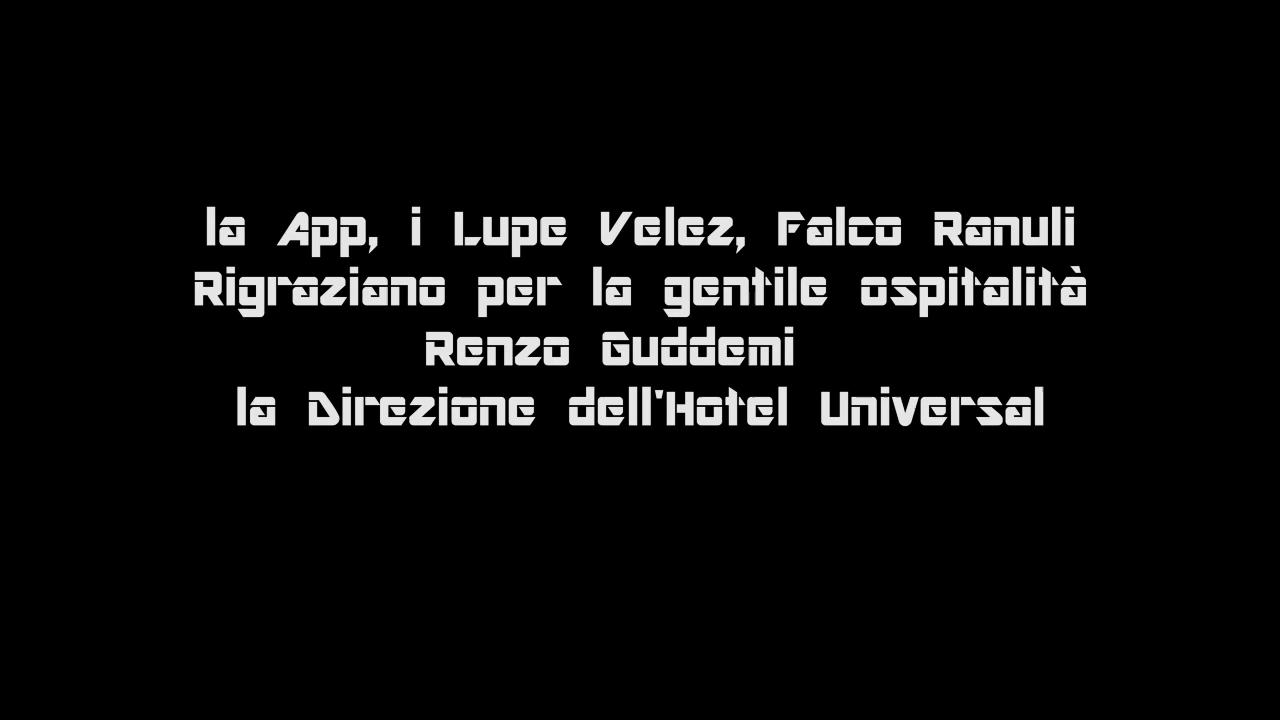 la App, i Lupe Velez, Falco Ranuli
Rigraziano per la gentile ospitalità
Renzo Guddemi
la Direzione dell'Hotel Universal